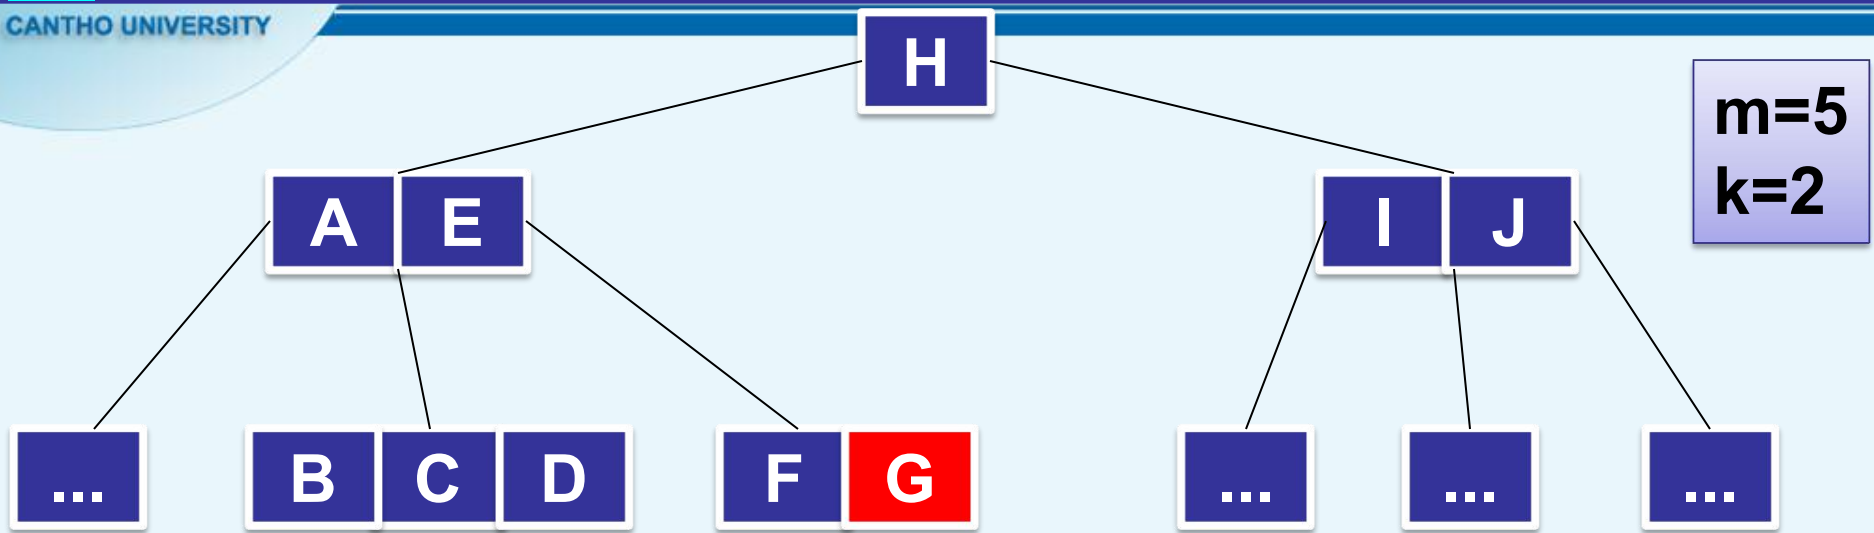 CANTHO UNIVERSITY
H
m=5
k=2
A E
I J
...
B C D
F G
...
...
...